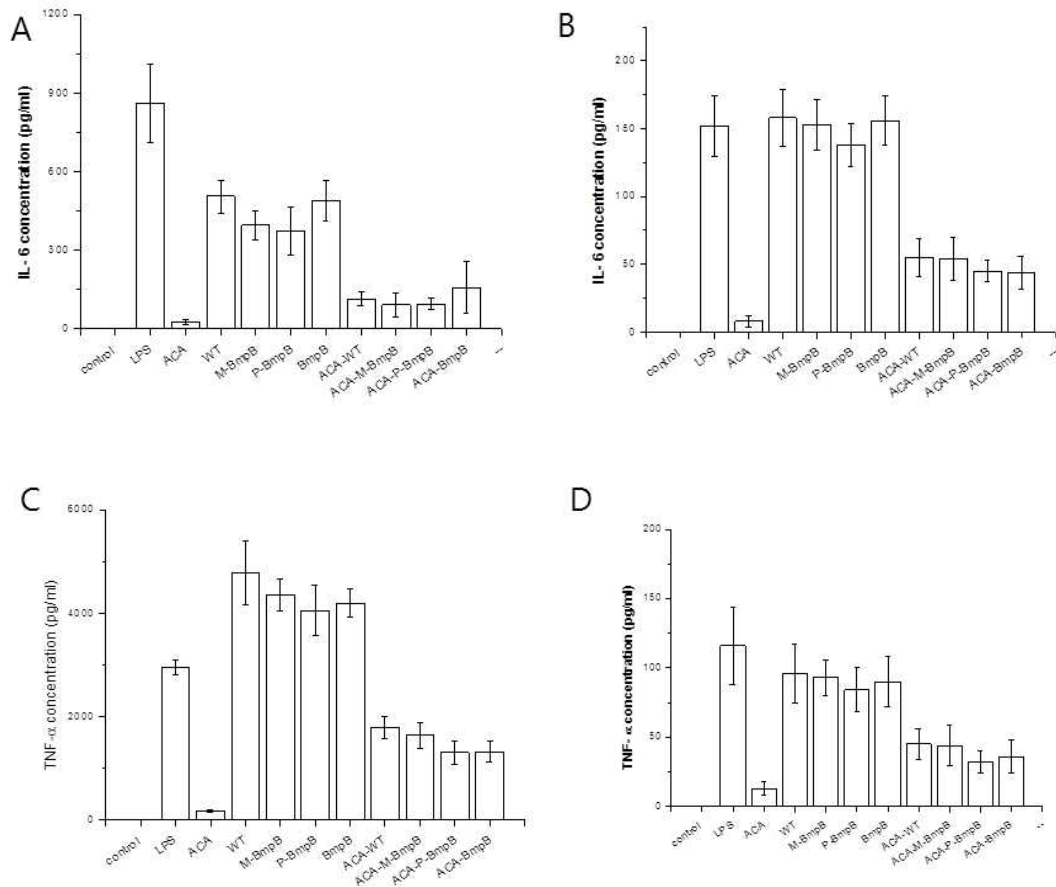 A
IL- 6 concentration (pg/ml)
1200
900
600
300
0
control
LPS
ACA
WT
M-BmpB
P-BmpB
BmpB
ACA-WT
ACA-M-BmpB
ACA-P-BmpB
ACA-BmpB
--
B
IL- 6 concentration (pg/ml)
200
150
100
50
0
control
LPS
ACA
WT
M-BmpB
P-BmpB
BmpB
ACA-WT
ACA-M-BmpB
ACA-P-BmpB
ACA-BmpB
--
C
TNF-α concentration (pg/ml)
6000
4000
2000
0
control
LPS
ACA
WT
M-BmpB
P-BmpB
BmpB
ACA-WT
ACA-M-BmpB
ACA-P-BmpB
ACA-BmpB
D
TNF- α concentration (pg/ml)
200
150
100
50
0
control
LPS
ACA
WT
M-BmpB
P-BmpB
BmpB
ACA-WT
ACA-M-BmpB
ACA-P-BmpB
ACA-BmpB
--